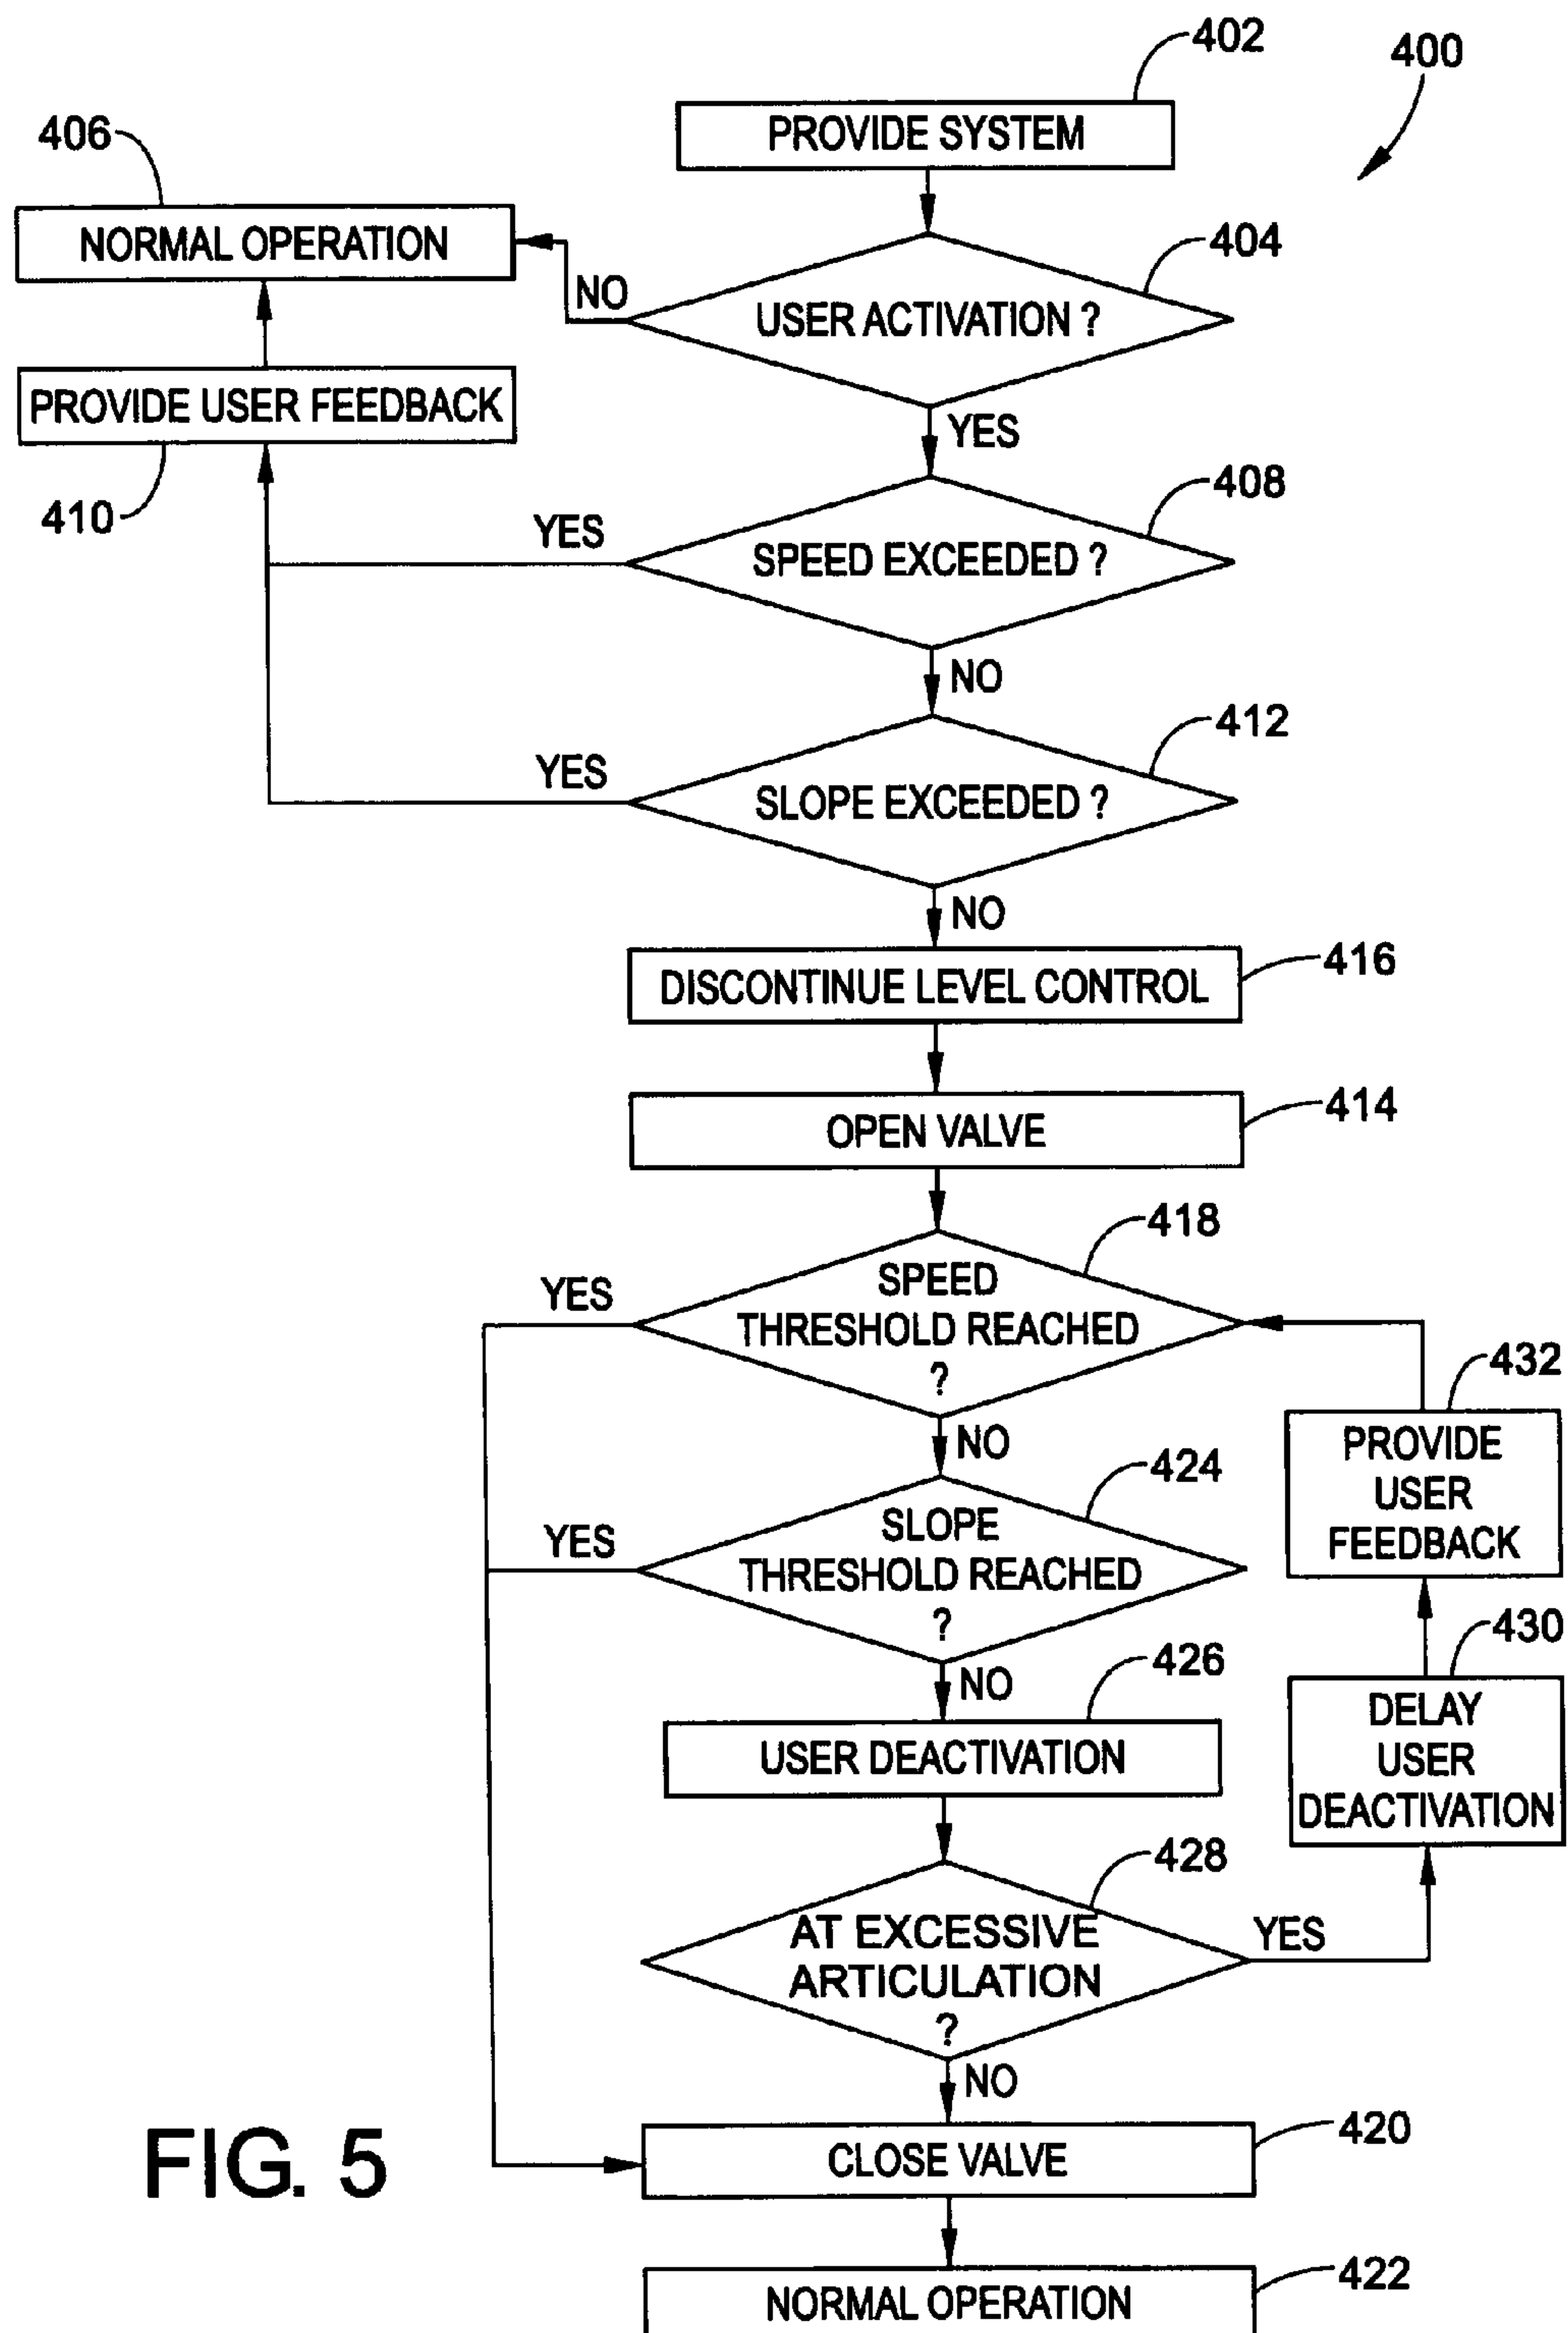 402
400
PROVIDE SYSTEM
406
NORMAL OPERATION
404
NO
USER ACTIVATION ?
PROVIDE USER FEEDBACK
YES
410
408
YES
SPEED EXCEEDED ?
NO
412
YES
SLOPE EXCEEDED ?
NO
416
DISCONTINUE LEVEL CONTROL
414
OPEN VALVE
418
YES
SPEED
THRESHOLD REACHED
?
432
PROVIDE
USER
FEEDBACK
NO
424
YES
SLOPE
THRESHOLD REACHED
?
430
DELAY
USER
DEACTIVATION
NO
426
USER DEACTIVATION
428
AT EXCESSIVE
ARTICULATION
?
YES
NO
420
CLOSE VALVE
FIG. 5
422
NORMAL OPERATION